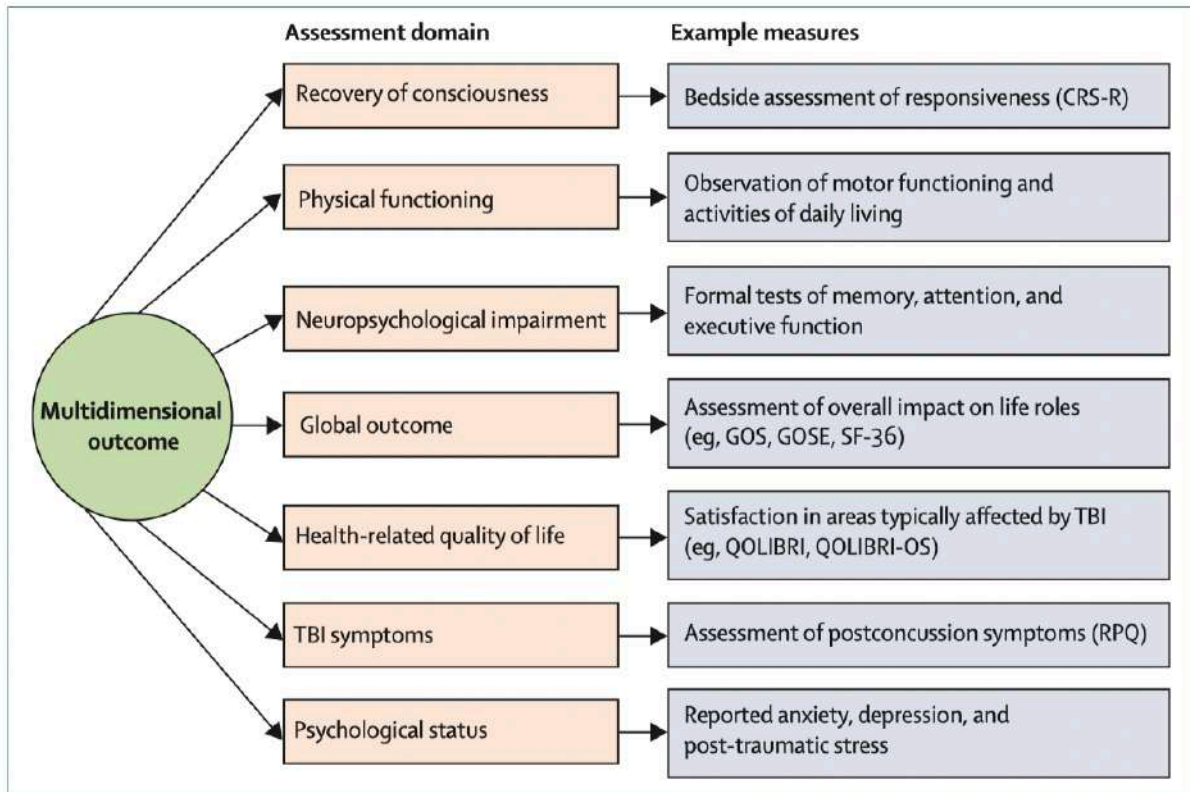 Assessment domain
Example measures
Recovery of consciousness
Bedside assessment of responsiveness (CRS-R)
Physical functioning
Observation of motor functioning and
activities of daily living
Neuropsychological impairment
Formal tests of memory, attention, and
executive function
Multidimensional
outcome
Global outcome
Assessment of overall impact on life roles
(eg, GOS, GOSE, SF-36)
Health-related quality of life
Satisfaction in areas typically affected by TBI
(eg, QOLIBRI, QOLIBRI-OS)
TBI symptoms
Assessment of postconcussion symptoms (RPQ)
Psychological status
Reported anxiety, depression, and
post-traumatic stress